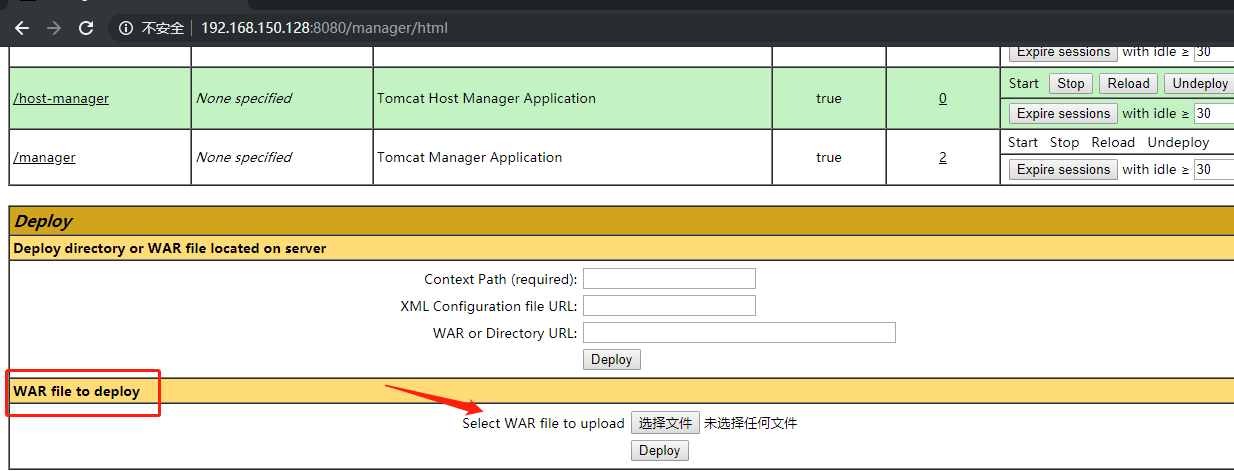 不安全 192.168.150.128:8080/manager/html
Expire sessions with idle ≥ 30
/host-manager None specified Tomcat Host Manager Application true 0 Start Stop Reload Undeploy
Expire sessions with idle ≥ 30
/manager None specified Tomcat Manager Application true 2 Start Stop Reload Undeploy
Expire sessions with idle ≥ 30
Deploy
Deploy directory or WAR file located on server
Context Path (required):
XML Configuration file URL:
WAR or Directory URL:
Deploy
WAR file to deploy
Select WAR file to upload 选择文件 未选择任何文件
Deploy